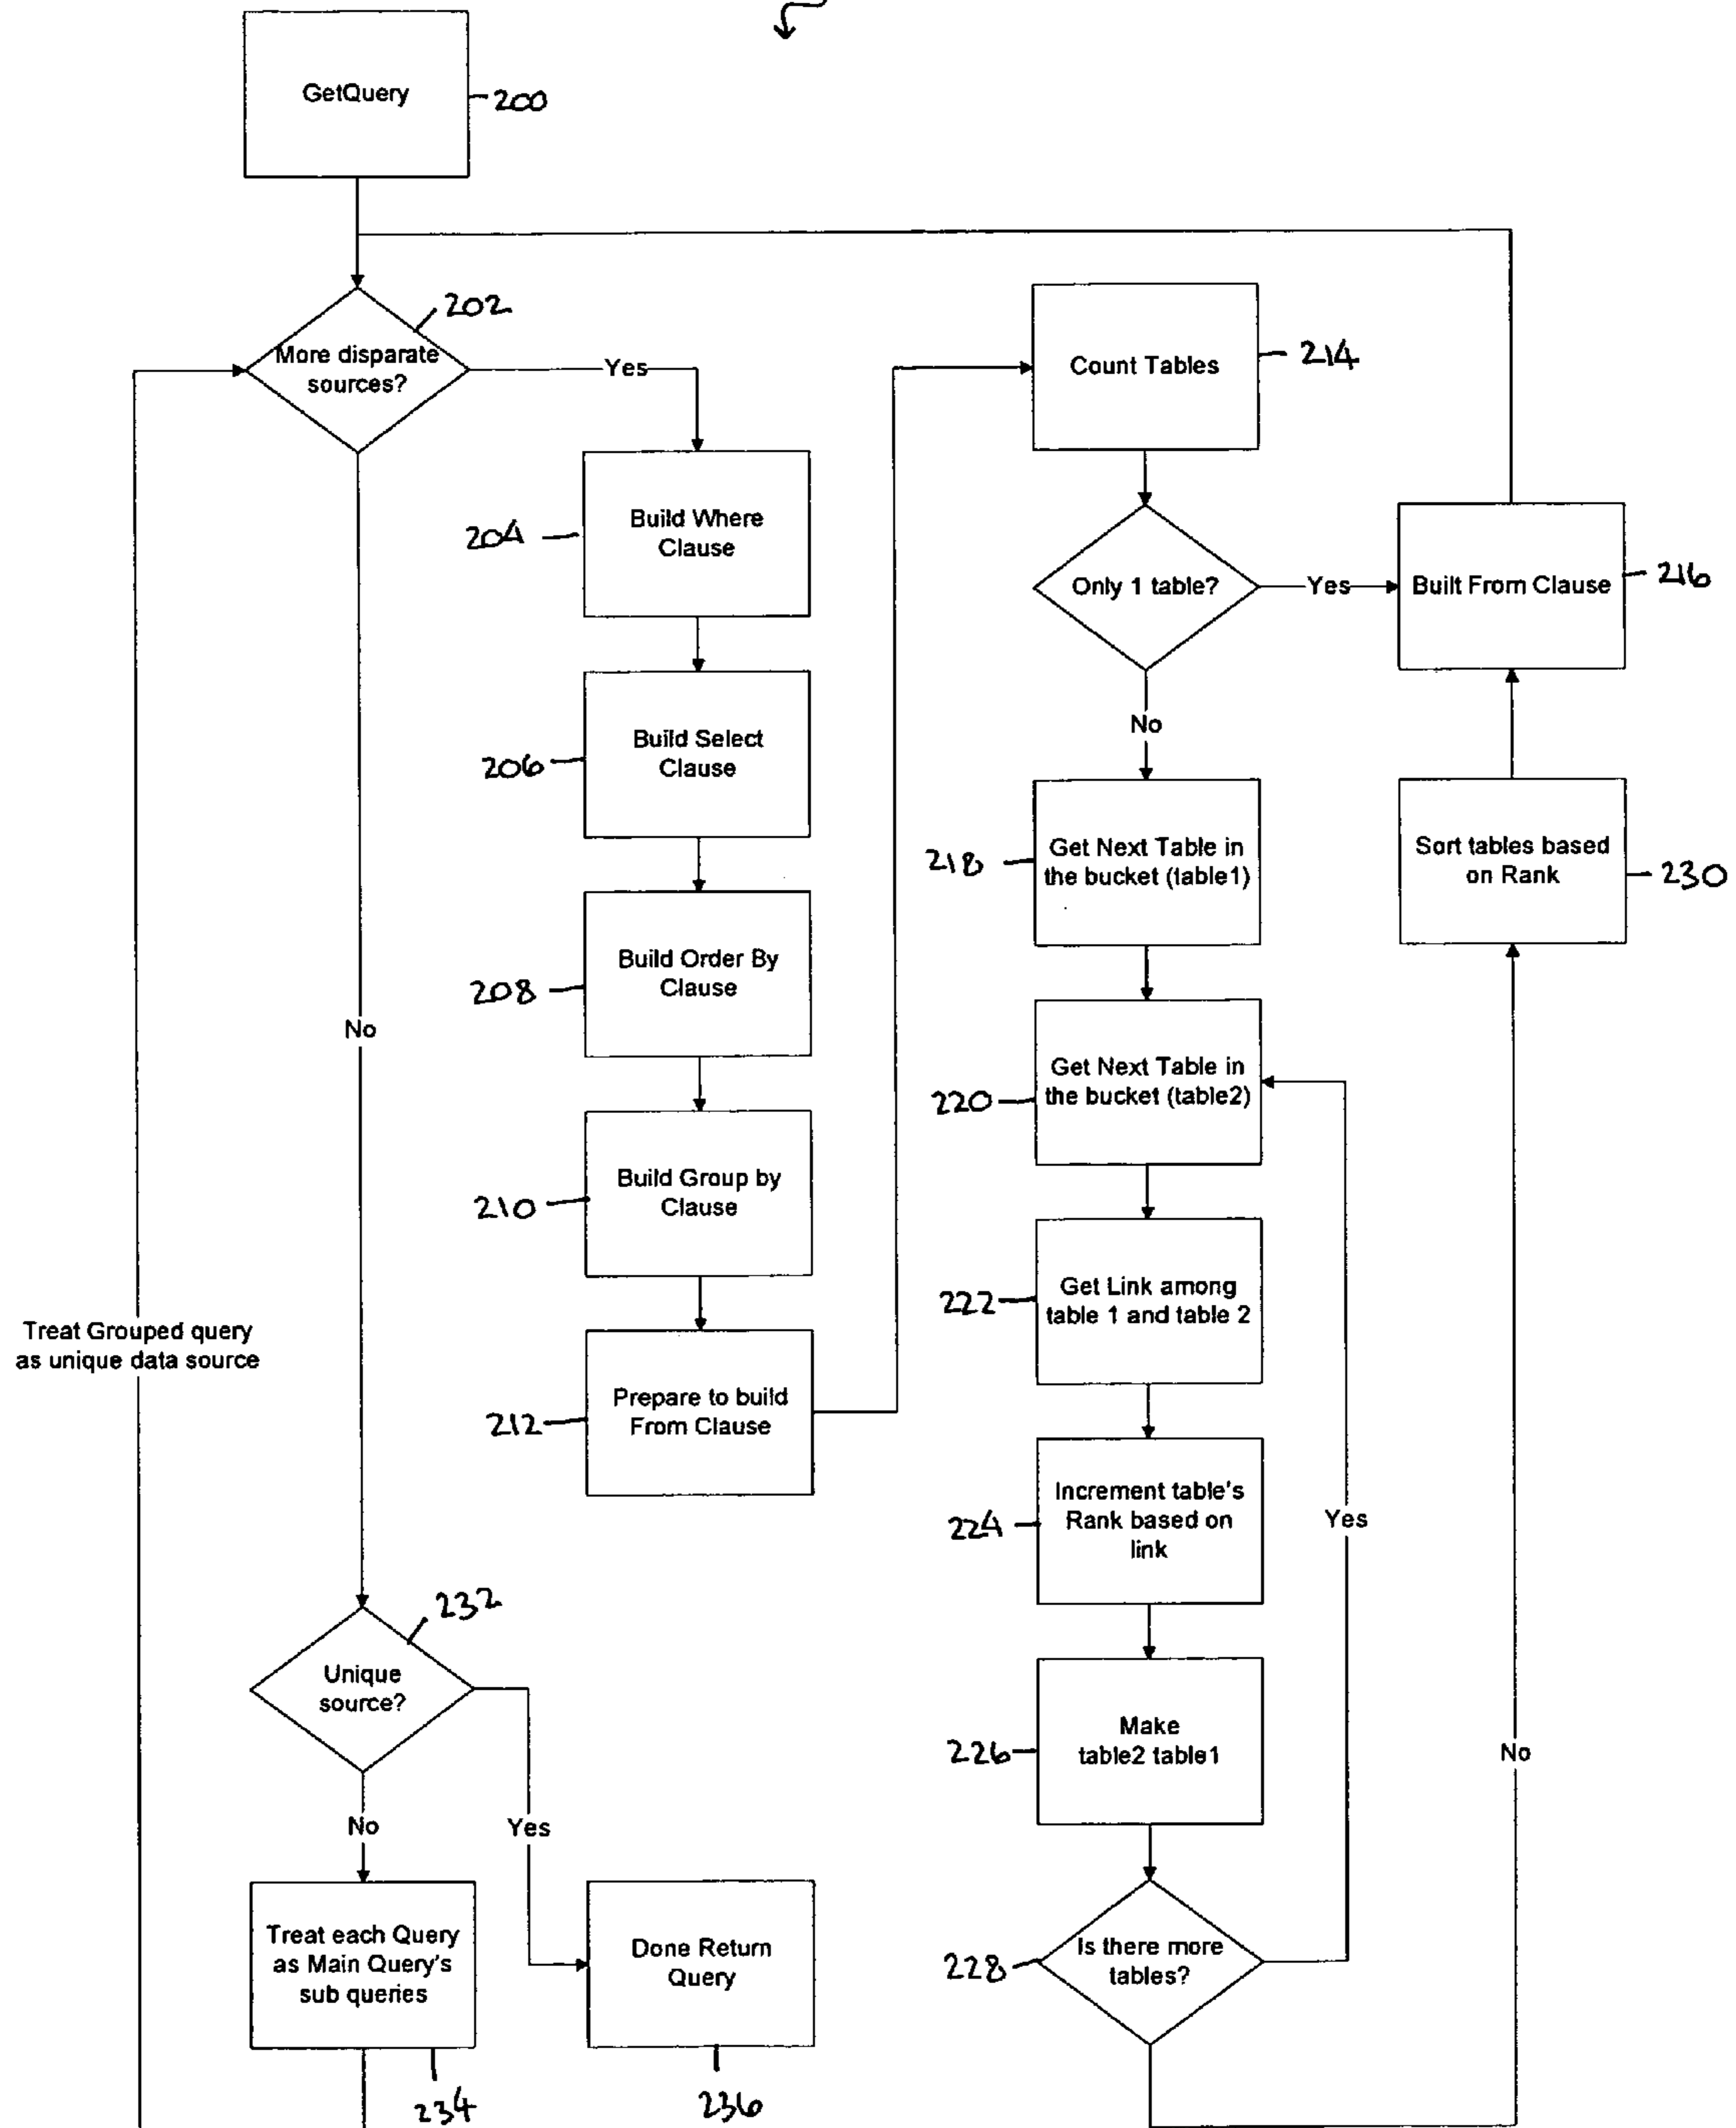 GetQuery
200
202
More disparate
sources?
Yes
204
Build Where
Clause
206
Build Select
Clause
208
Build Order By
Clause
210
Build Group by
Clause
212
Prepare to build
From Clause
Count Tables
214
Only 1 table?
Yes
Built From Clause
216
No
218
Get Next Table in
the bucket (table1)
Sort tables based
on Rank
230
220
Get Next Table in
the bucket (table2)
222
Get Link among
table 1 and table 2
224
Increment table's
Rank based on
link
Yes
226
Make
table2 table1
No
228
Is there more
tables?
No
Treat Grouped query
as unique data source
232
Unique
source?
No
Yes
Treat each Query
as Main Query's
sub queries
234
Done Return
Query
236